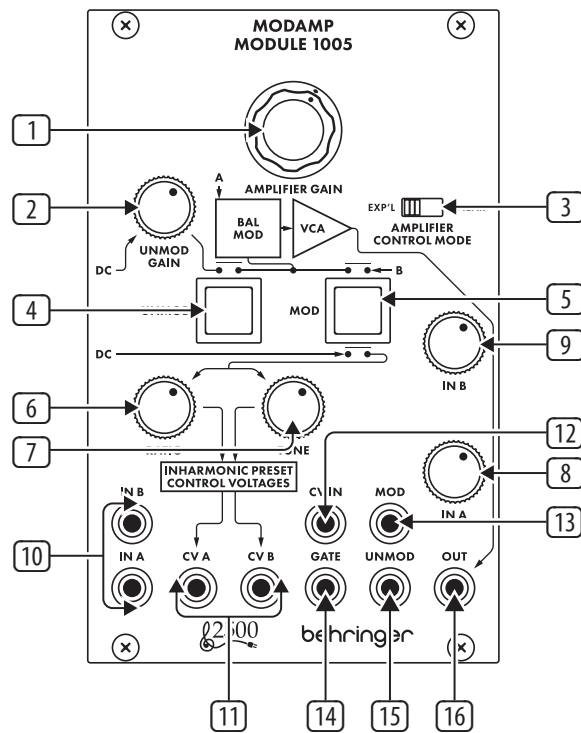 MODAMP
MODULE 1005
1
A
AMPLIFIER GAIN
2
EXP'L
3
BAL
MOD
VCA
AMPLIFIER
CONTROL MODE
UNMOD
GAIN
DC
B
4
MOD
5
DC
9
IN B
6
7
12
INHARMONIC PRESET
CONTROL VOLTAGES
8
IN B
MOD
IN A
13
10
IN A
CV A
CV B
GATE
UNMOD
OUT
2500
behringer
11
14
15
16